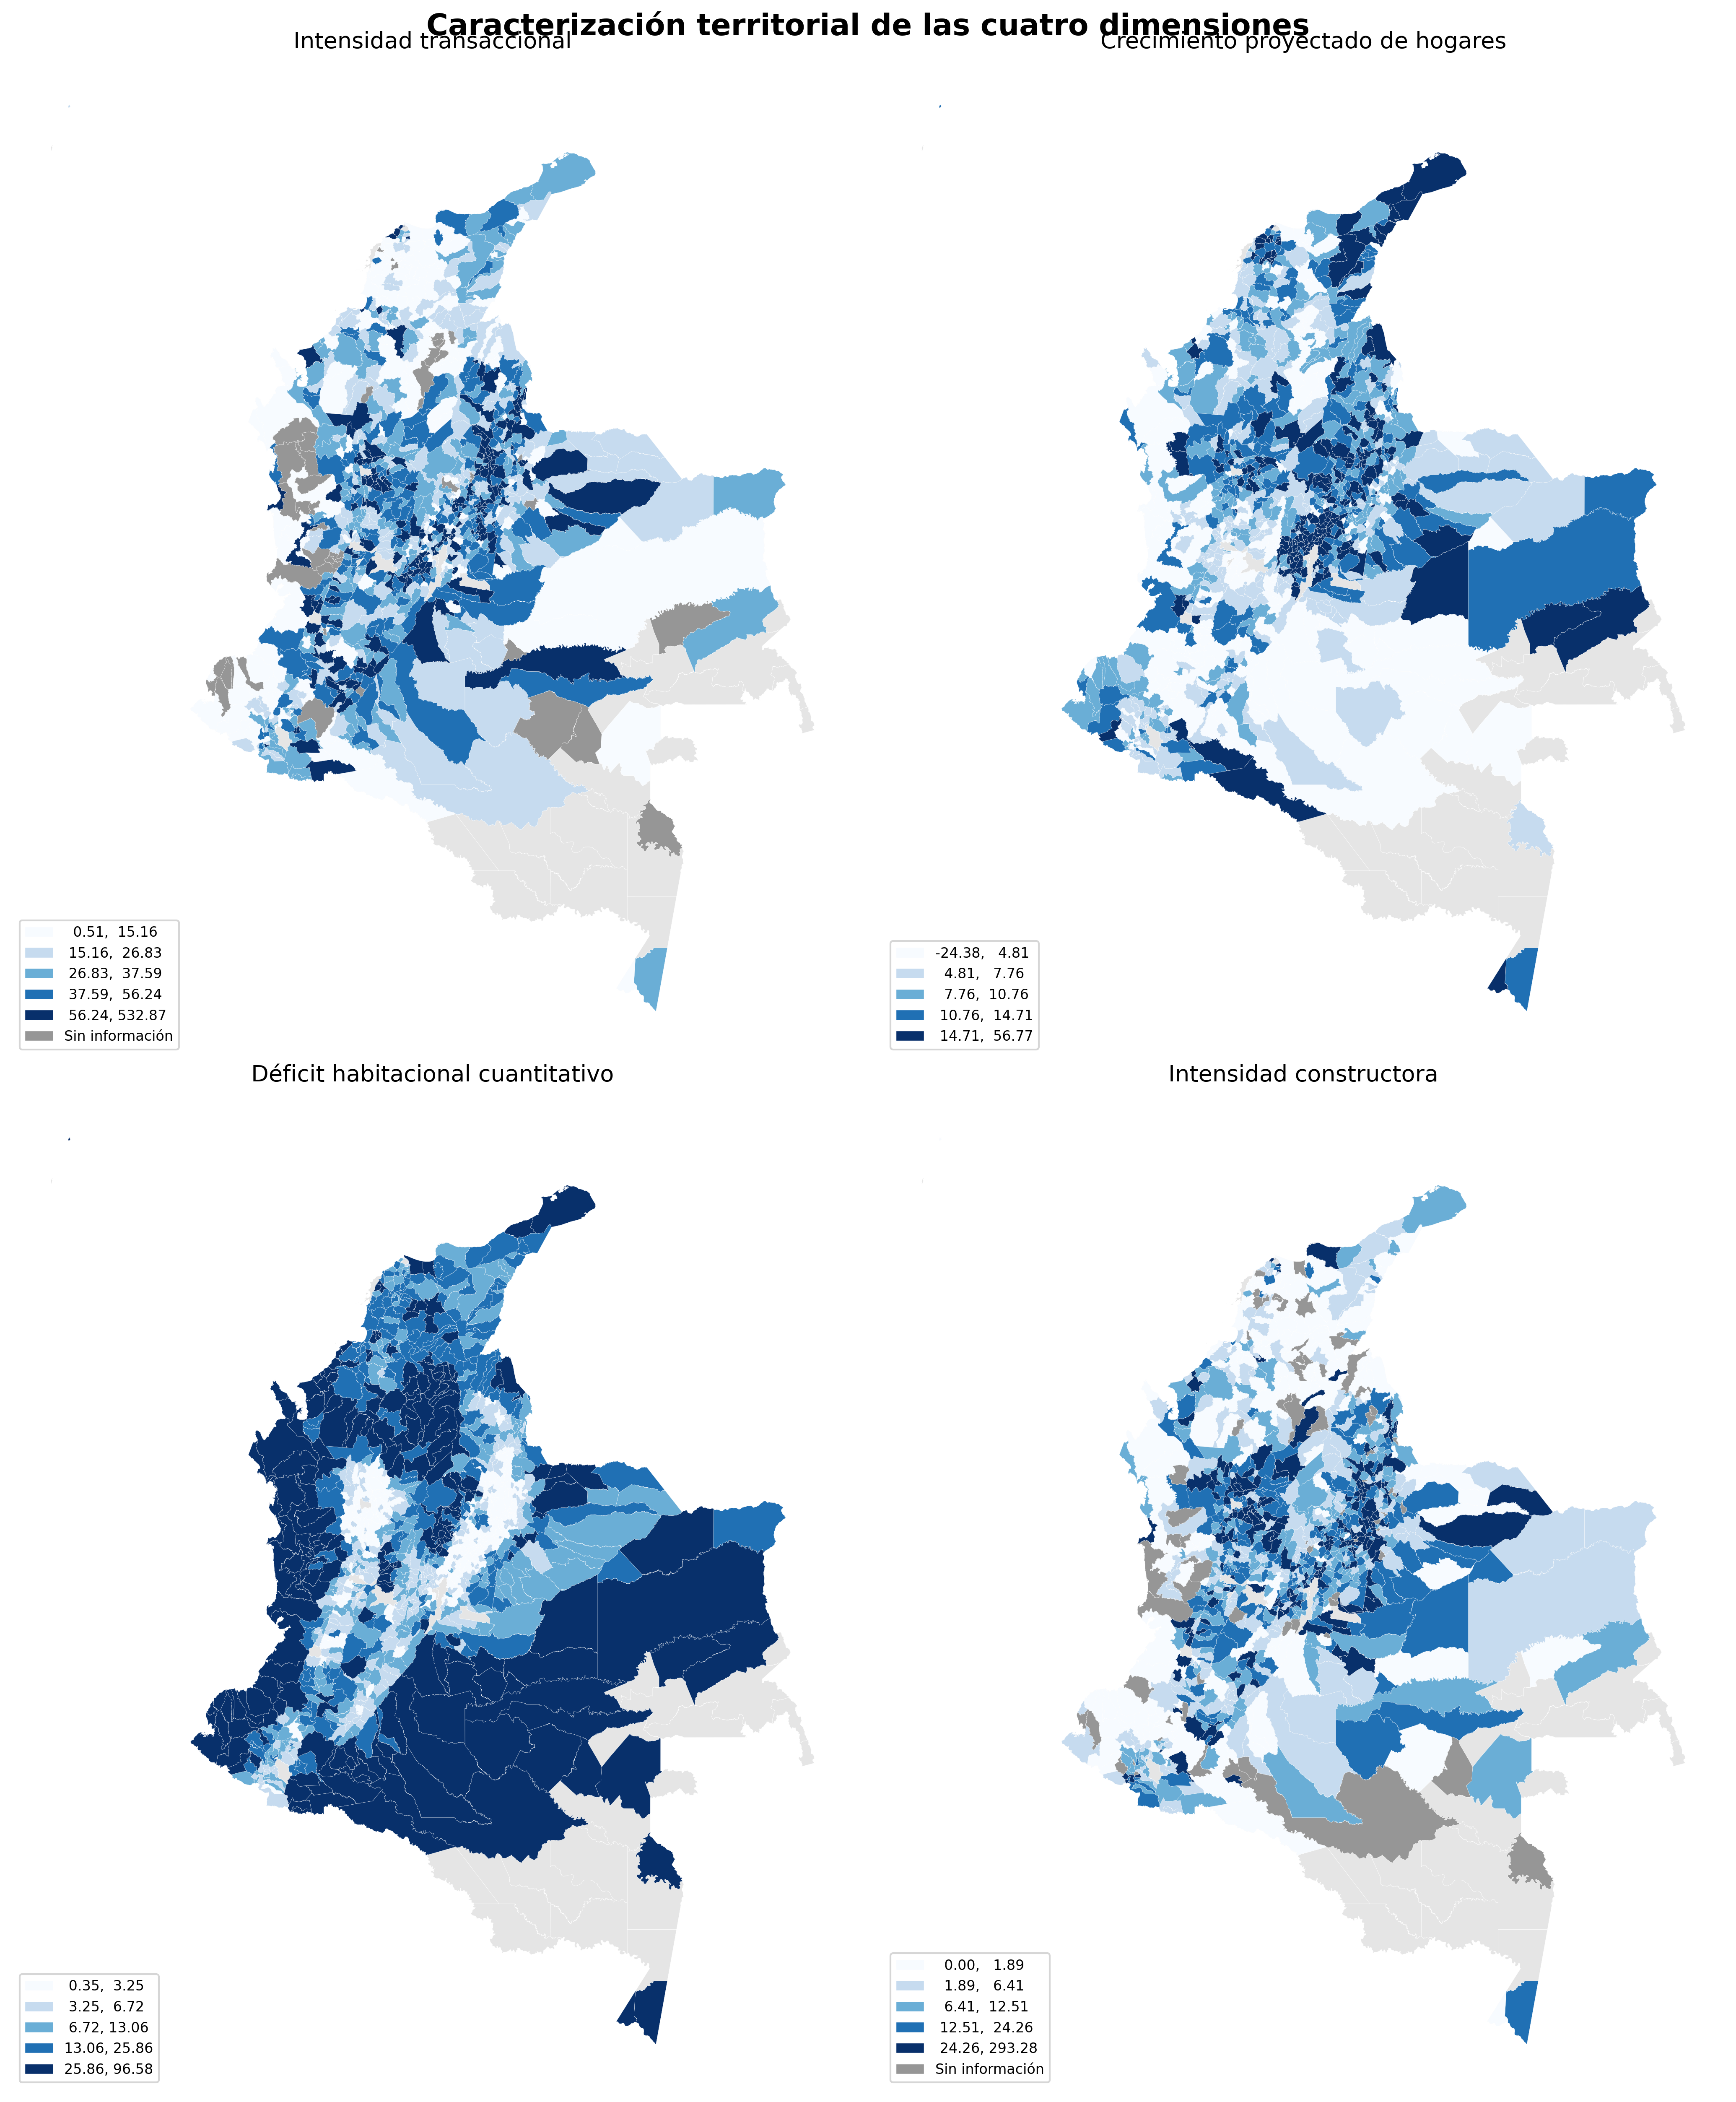 Caracterización territorial de las cuatro dimensiones
Intensidad transaccional
Crecimiento proyectado de hogares
0.51, 15.16
15.16, 26.83
26.83, 37.59
37.59, 56.24
56.24, 532.87
Sin información
-24.38, 4.81
4.81, 7.76
7.76, 10.76
10.76, 14.71
14.71, 56.77
Déficit habitacional cuantitativo
Intensidad constructora
0.35, 3.25
3.25, 6.72
6.72, 13.06
13.06, 25.86
25.86, 96.58
0.00, 1.89
1.89, 6.41
6.41, 12.51
12.51, 24.26
24.26, 293.28
Sin información